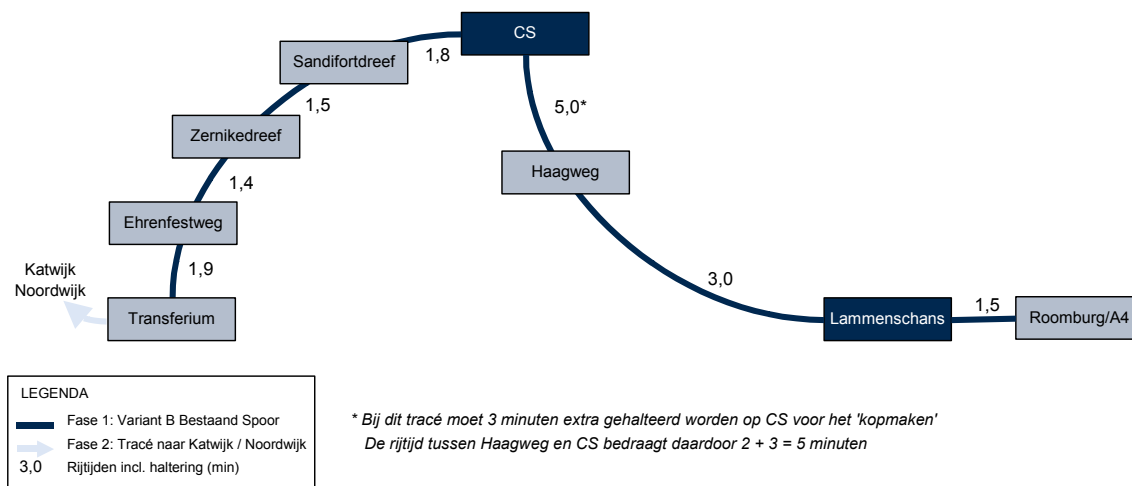 CS
1,8
Sandifortdreef
1,5
5,0*
Zernikedreef
1,4
Haagweg
Ehrenfestweg
1,9
Katwijk
Noordwijk
3,0
Transferium
Lammenschans
1,5
Roomburg/A4
LEGENDA
Fase 1: Variant B Bestaand Spoor
Fase 2: Tracé naar Katwijk / Noordwijk
3,0 Rijtijden incl. haltering (min)
* Bij dit tracé moet 3 minuten extra gehalteerd worden op CS voor het 'kopmaken'
De rijtijd tussen Haagweg en CS bedraagt daardoor 2 + 3 = 5 minuten